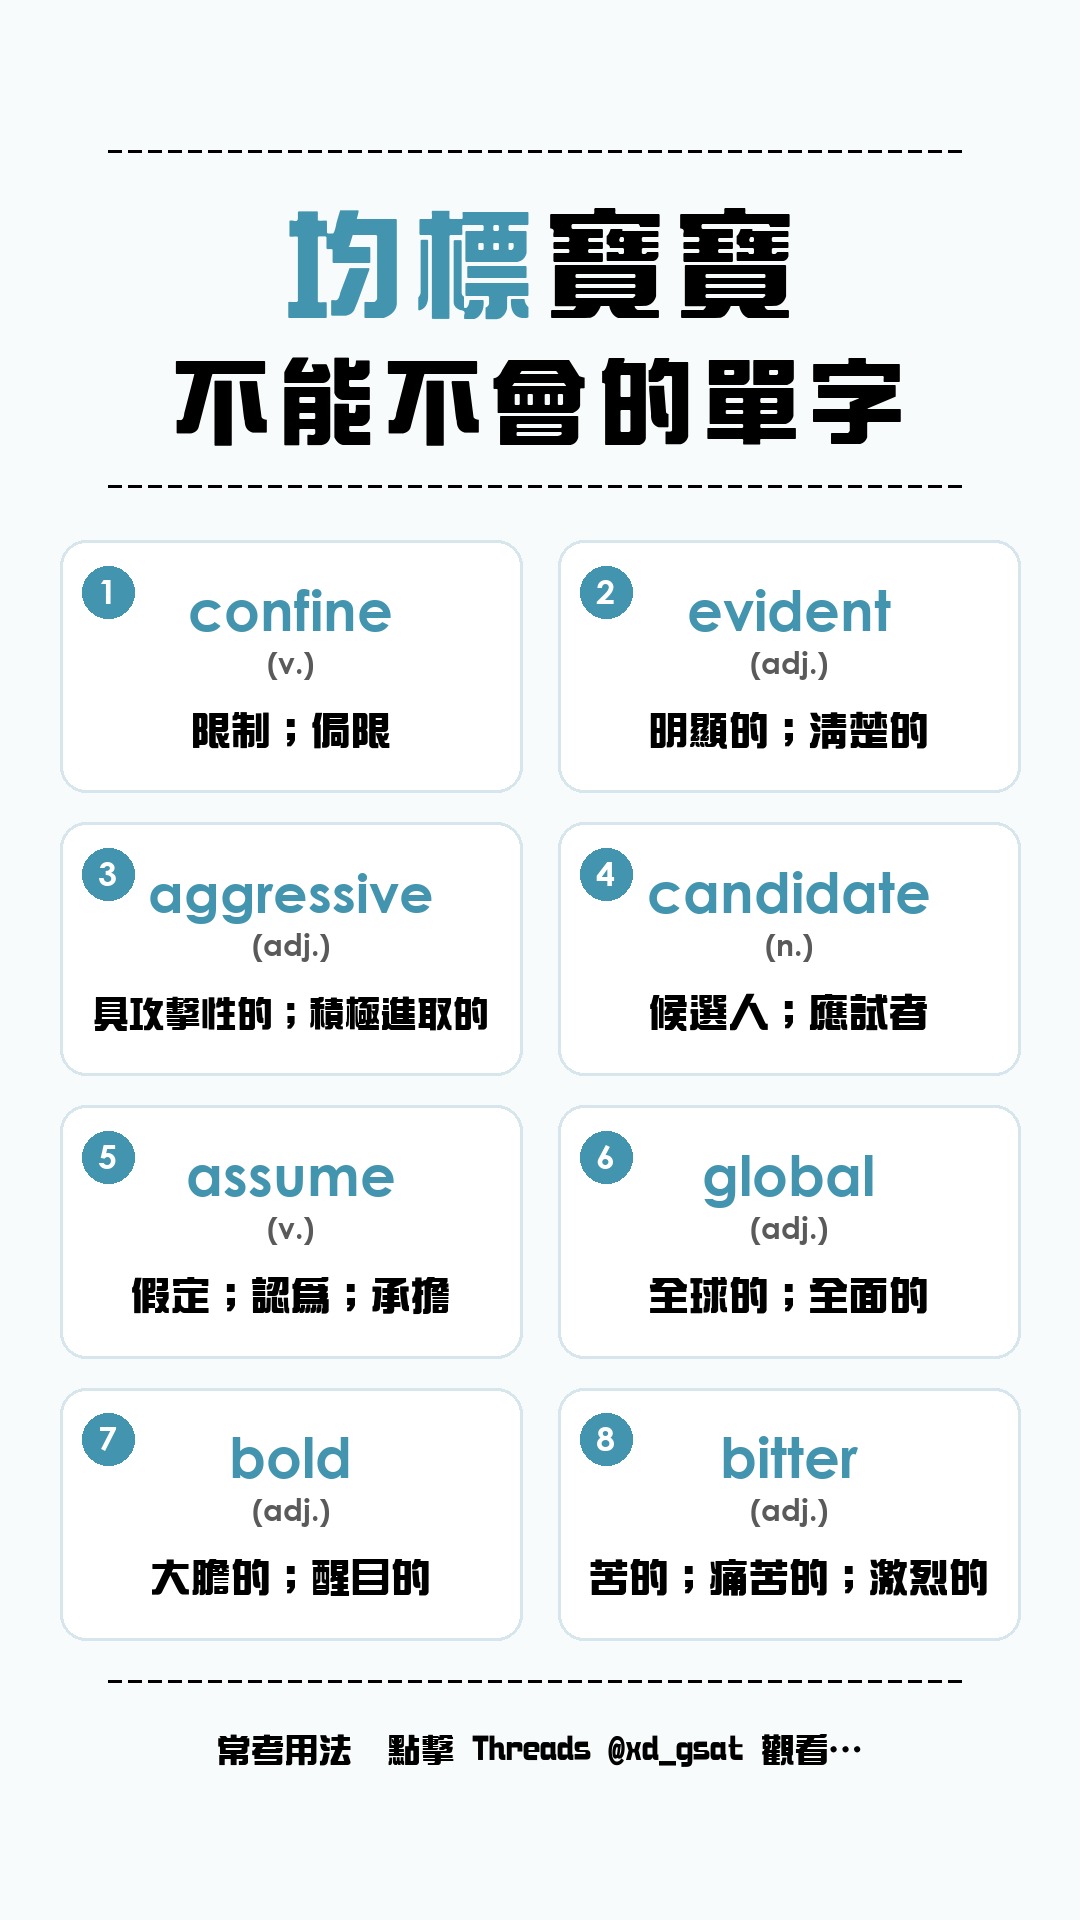 均標寶寶
不能不會的單字
1
confine
(v.)
限制；侷限
2
evident
(adj.)
明顯的；清楚的
3
aggressive
(adj.)
具攻擊性的；積極進取的
4
candidate
(n.)
候選人；應試者
5
assume
(v.)
假定；認為；承擔
6
global
(adj.)
全球的；全面的
7
bold
(adj.)
大膽的；醒目的
8
bitter
(adj.)
苦的；痛苦的；激烈的
常考用法　點擊 Threads @xd_gsat 觀看…